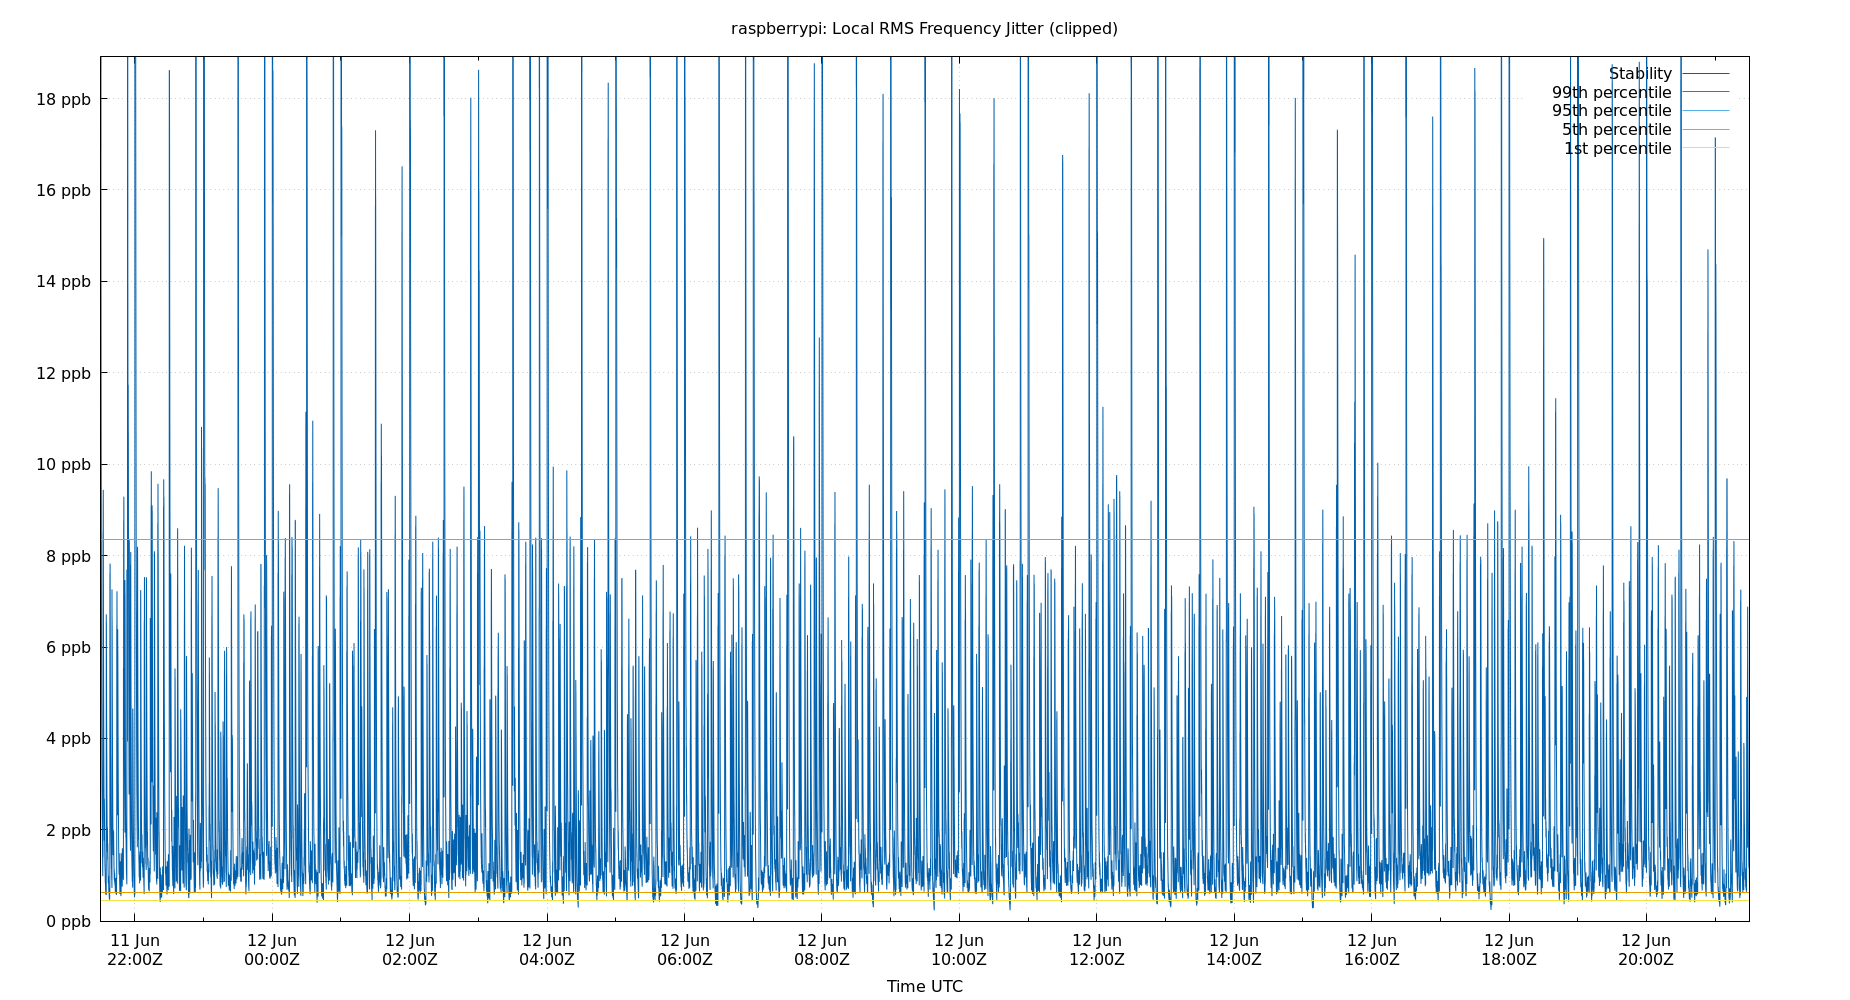 raspberrypi: Local RMS Frequency Jitter (clipped)
Stability
99th percentile
95th percentile
5th percentile
1st percentile
18 ppb
16 ppb
14 ppb
12 ppb
10 ppb
8 ppb
6 ppb
4 ppb
2 ppb
0 ppb
11 Jun 12 Jun 12 Jun 12 Jun 12 Jun 12 Jun 12 Jun 12 Jun 12 Jun 12 Jun 12 Jun 12 Jun
22:00Z 00:00Z 02:00Z 04:00Z 06:00Z 08:00Z 10:00Z 12:00Z 14:00Z 16:00Z 18:00Z 20:00Z
Time UTC